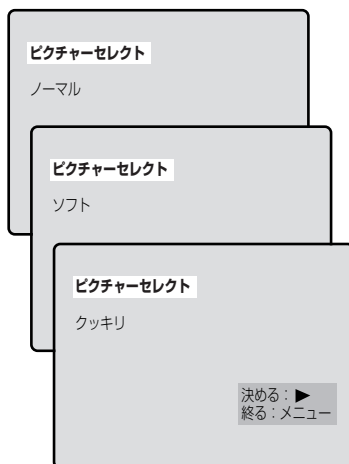 ピクチャーセレクト
ノーマル
ピクチャーセレクト
ソフト
ピクチャーセレクト
クッキリ
決める：▶
終る：メニュー